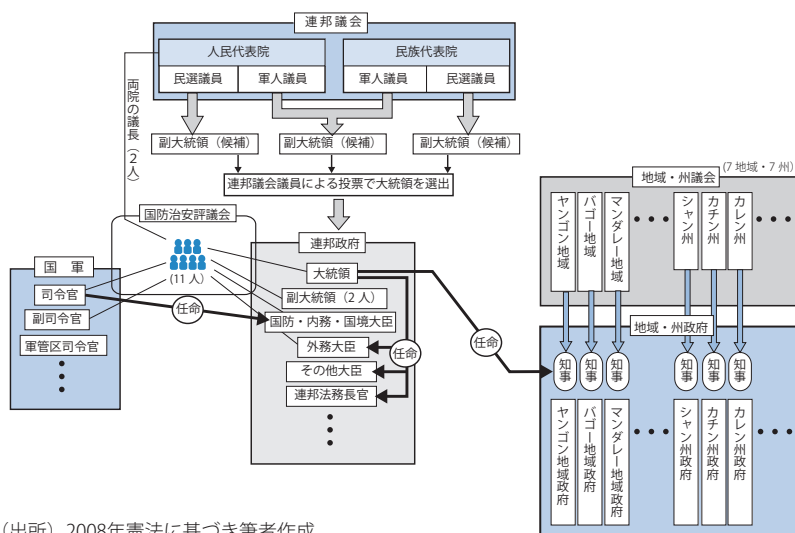 連邦議会
人民代表院
民族代表院
民選議員
軍人議員
軍人議員
民選議員
両院の議長（2人）
副大統領（候補）
副大統領（候補）
副大統領（候補）
連邦議会議員による投票で大統領を選出
国防治安評議会
(11 人)
国　軍
司令官
副司令官
軍管区司令官
任命
連邦政府
大統領
副大統領（2 人）
国防・内務・国境大臣
外務大臣
その他大臣
連邦法務長官
任命
任命
(7 地域・7 州)
地域・州議会
ヤンゴン地域
バゴー地域
マンダレー地域
シャン州
カチン州
カレン州
地域・州政府
知事
知事
知事
知事
知事
知事
ヤンゴン地域政府
バゴー地域政府
マンダレー地域政府
シャン州政府
カチン州政府
カレン州政府
（出所）2008年憲法に基づき筆者作成